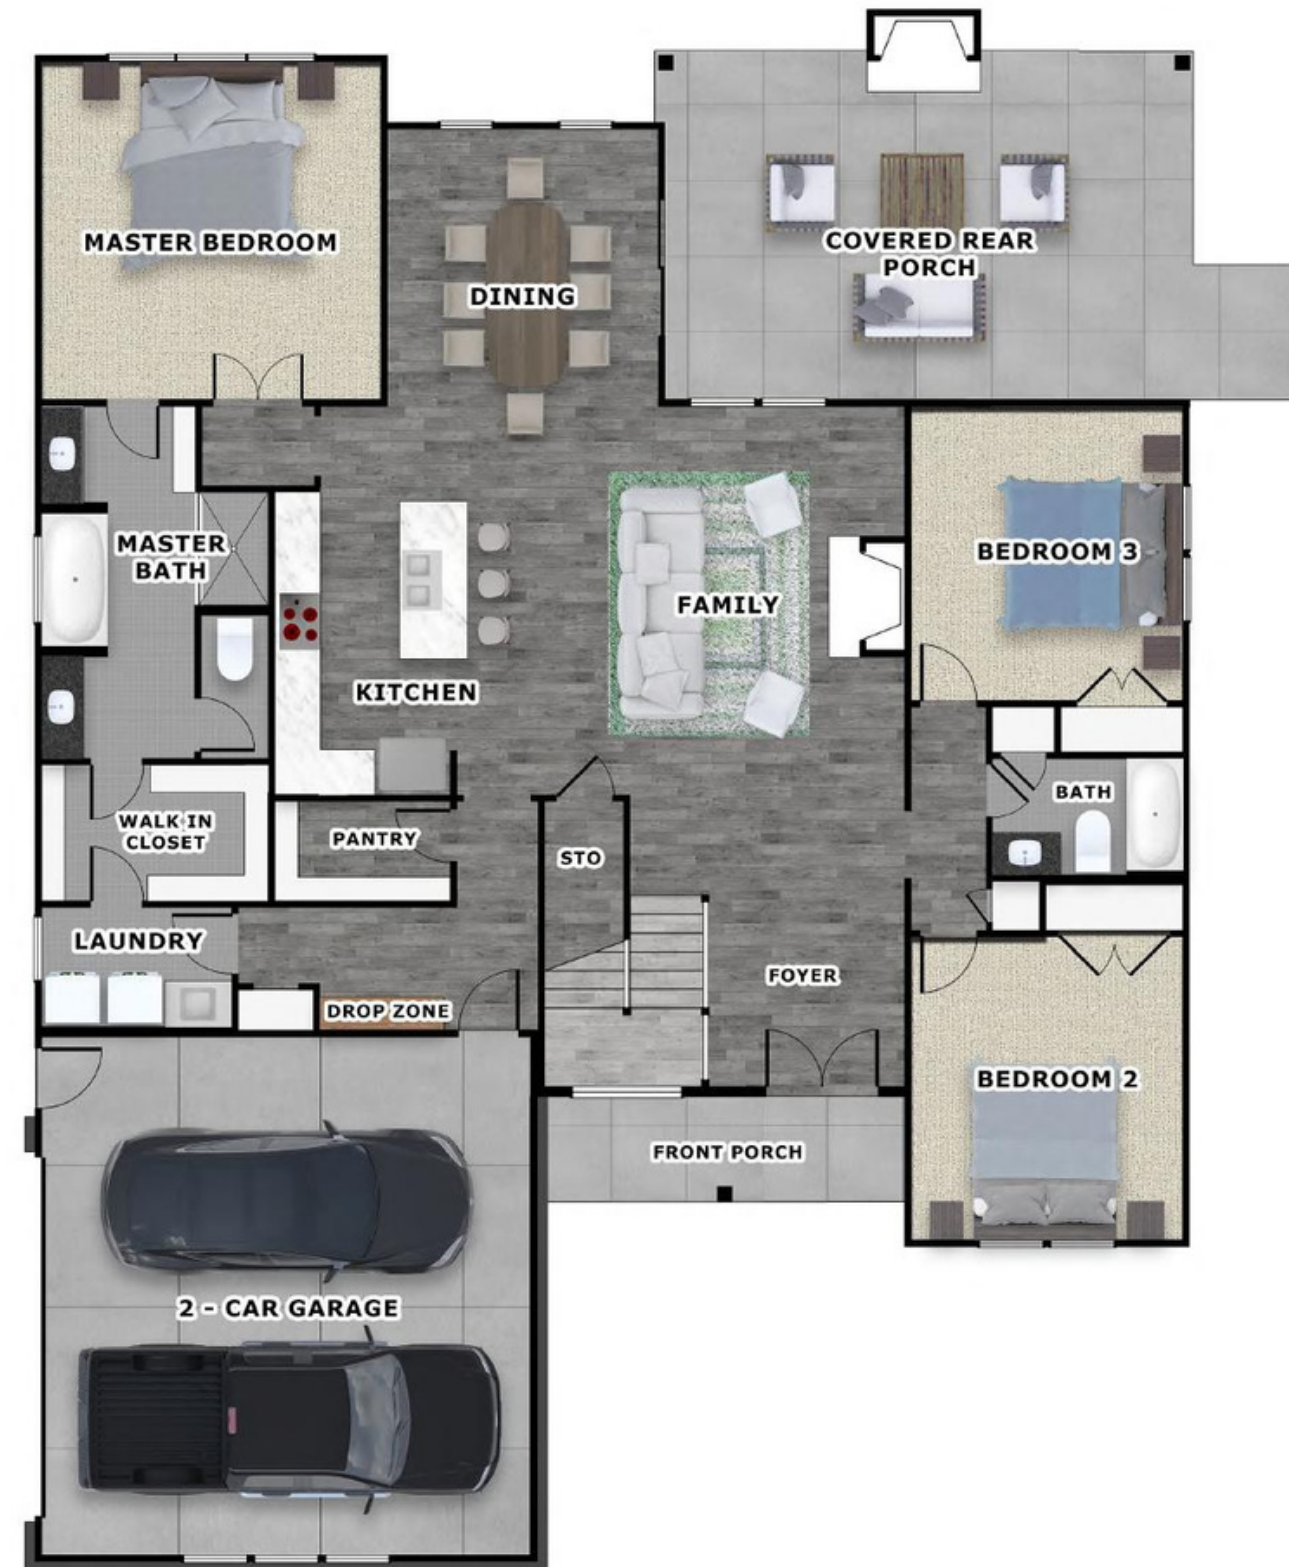 MASTER BEDROOM
COVERED REAR
PORCH
DINING
MASTER
BATH
BEDROOM 3
FAMILY
KITCHEN
BATH
WALK IN
CLOSET
PANTRY
STO
LAUNDRY
FOYER
DROP ZONE
BEDROOM 2
FRONT PORCH
2 - CAR GARAGE